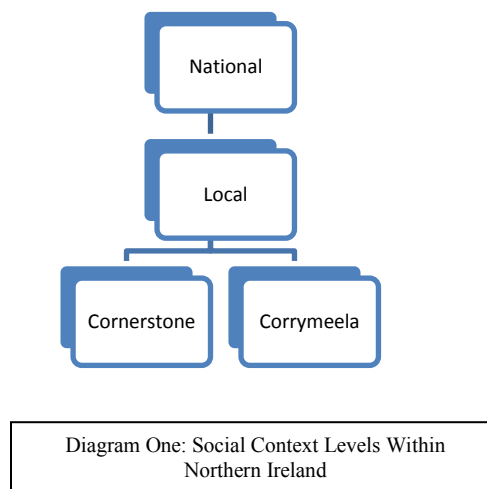 National
Local
Cornerstone
Corrymeela
Diagram One: Social Context Levels Within
Northern Ireland